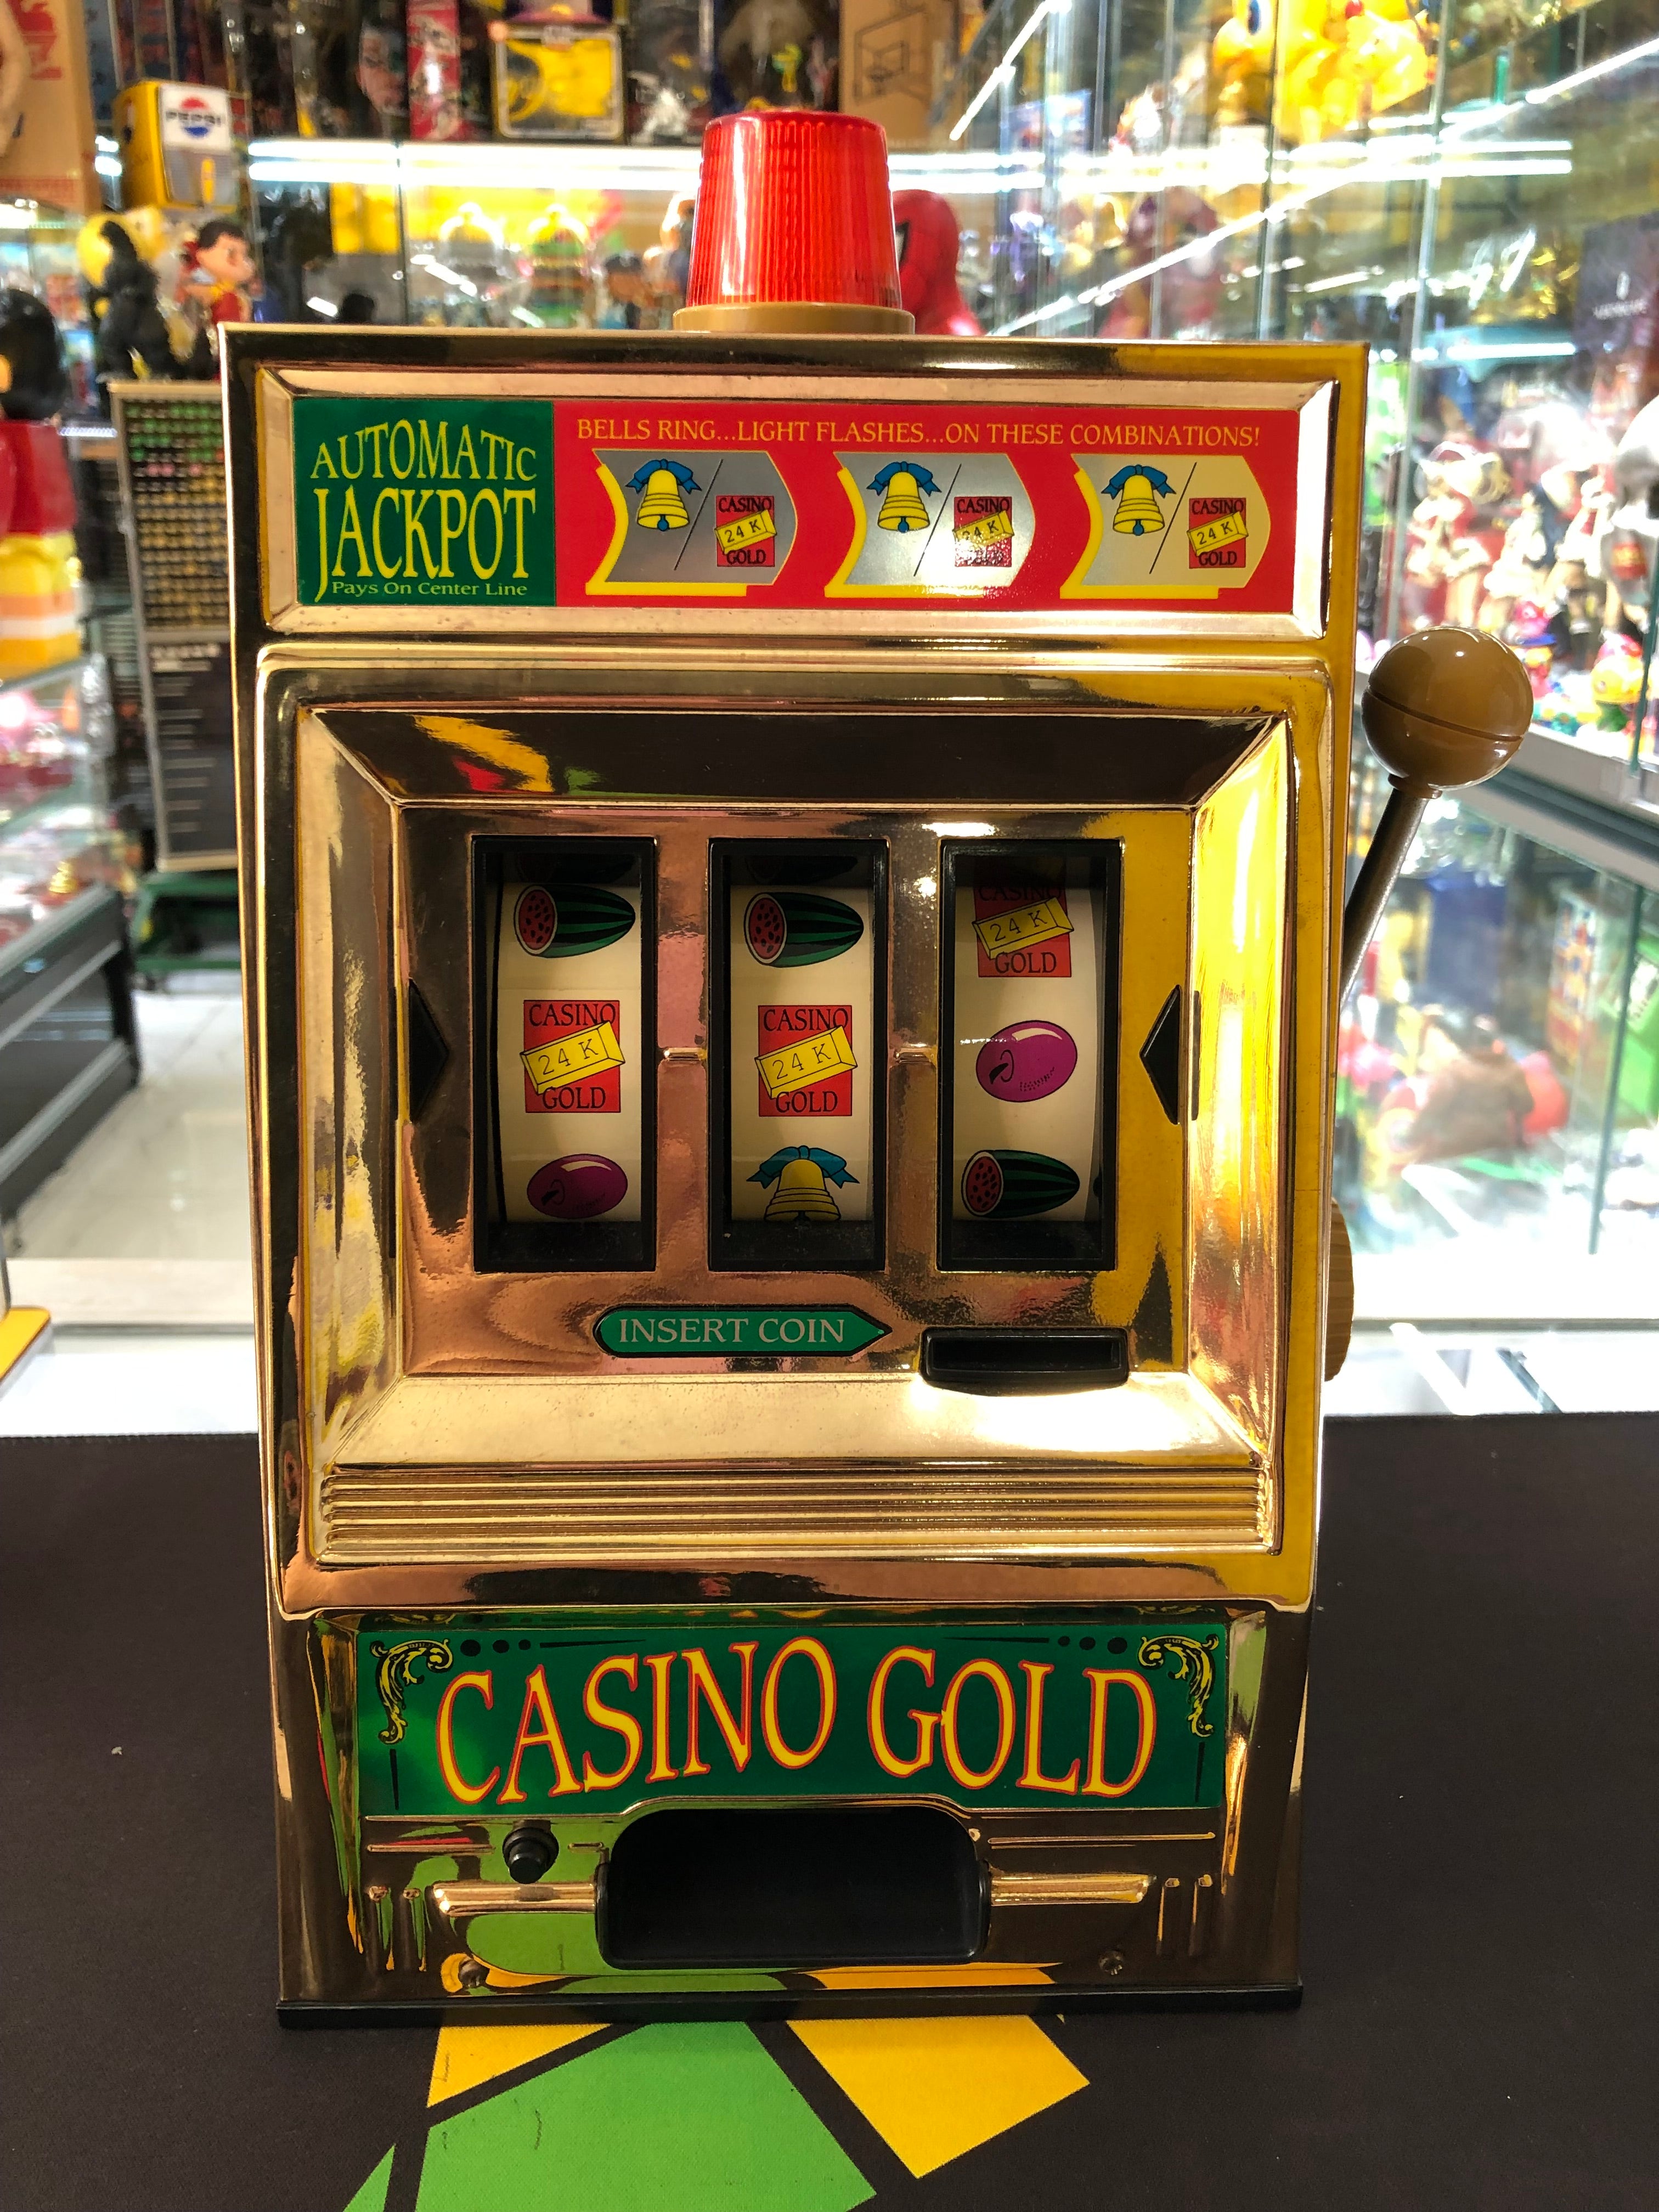 PEPSI
AUTOMATIC
JACKPOT
Pays On Center Line
BELLS RING...LIGHT FLASHES...ON THESE COMBINATIONS!
CASINO
24 K
GOLD
CASINO
24 K
GOLD
CASINO
24 K
GOLD
CASINO
24 K
GOLD
CASINO
24 K
GOLD
CASINO
24 K
GOLD
INSERT COIN
CASINO GOLD